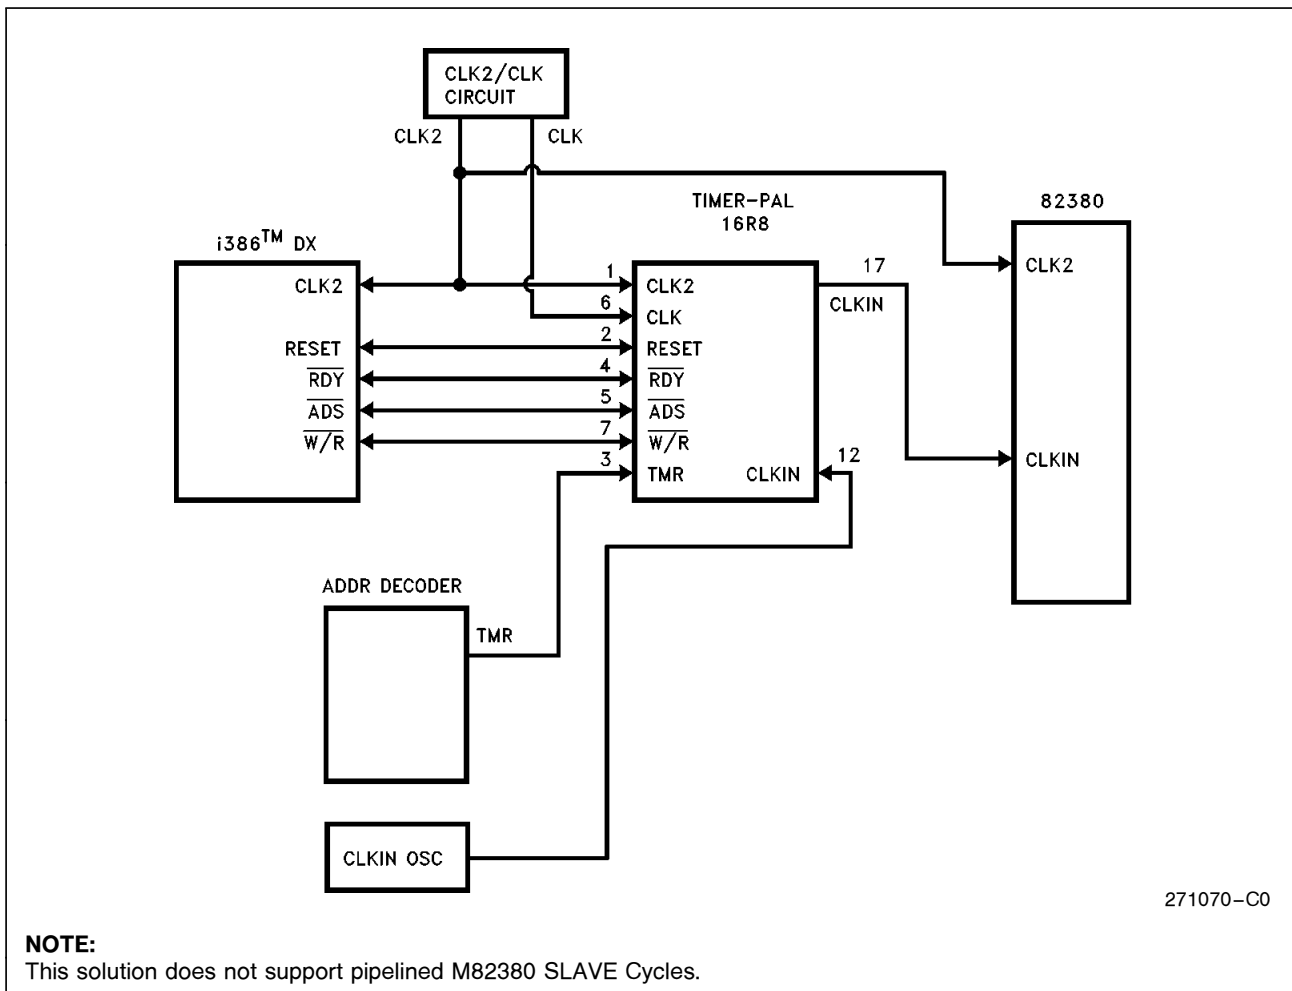 CLK2/CLK
CIRCUIT
CLK2
CLK
TIMER-PAL
16R8
82380
i386™ DX
CLK2
1
CLK2
17
CLKIN
CLK2
6
CLK
RESET
2
RESET
RDY
4
RDY
ADS
5
ADS
W/R
7
W/R
3
TMR
CLKIN
12
CLKIN
ADDR DECODER
TMR
CLKIN OSC
271070–C0
NOTE:
This solution does not support pipelined M82380 SLAVE Cycles.